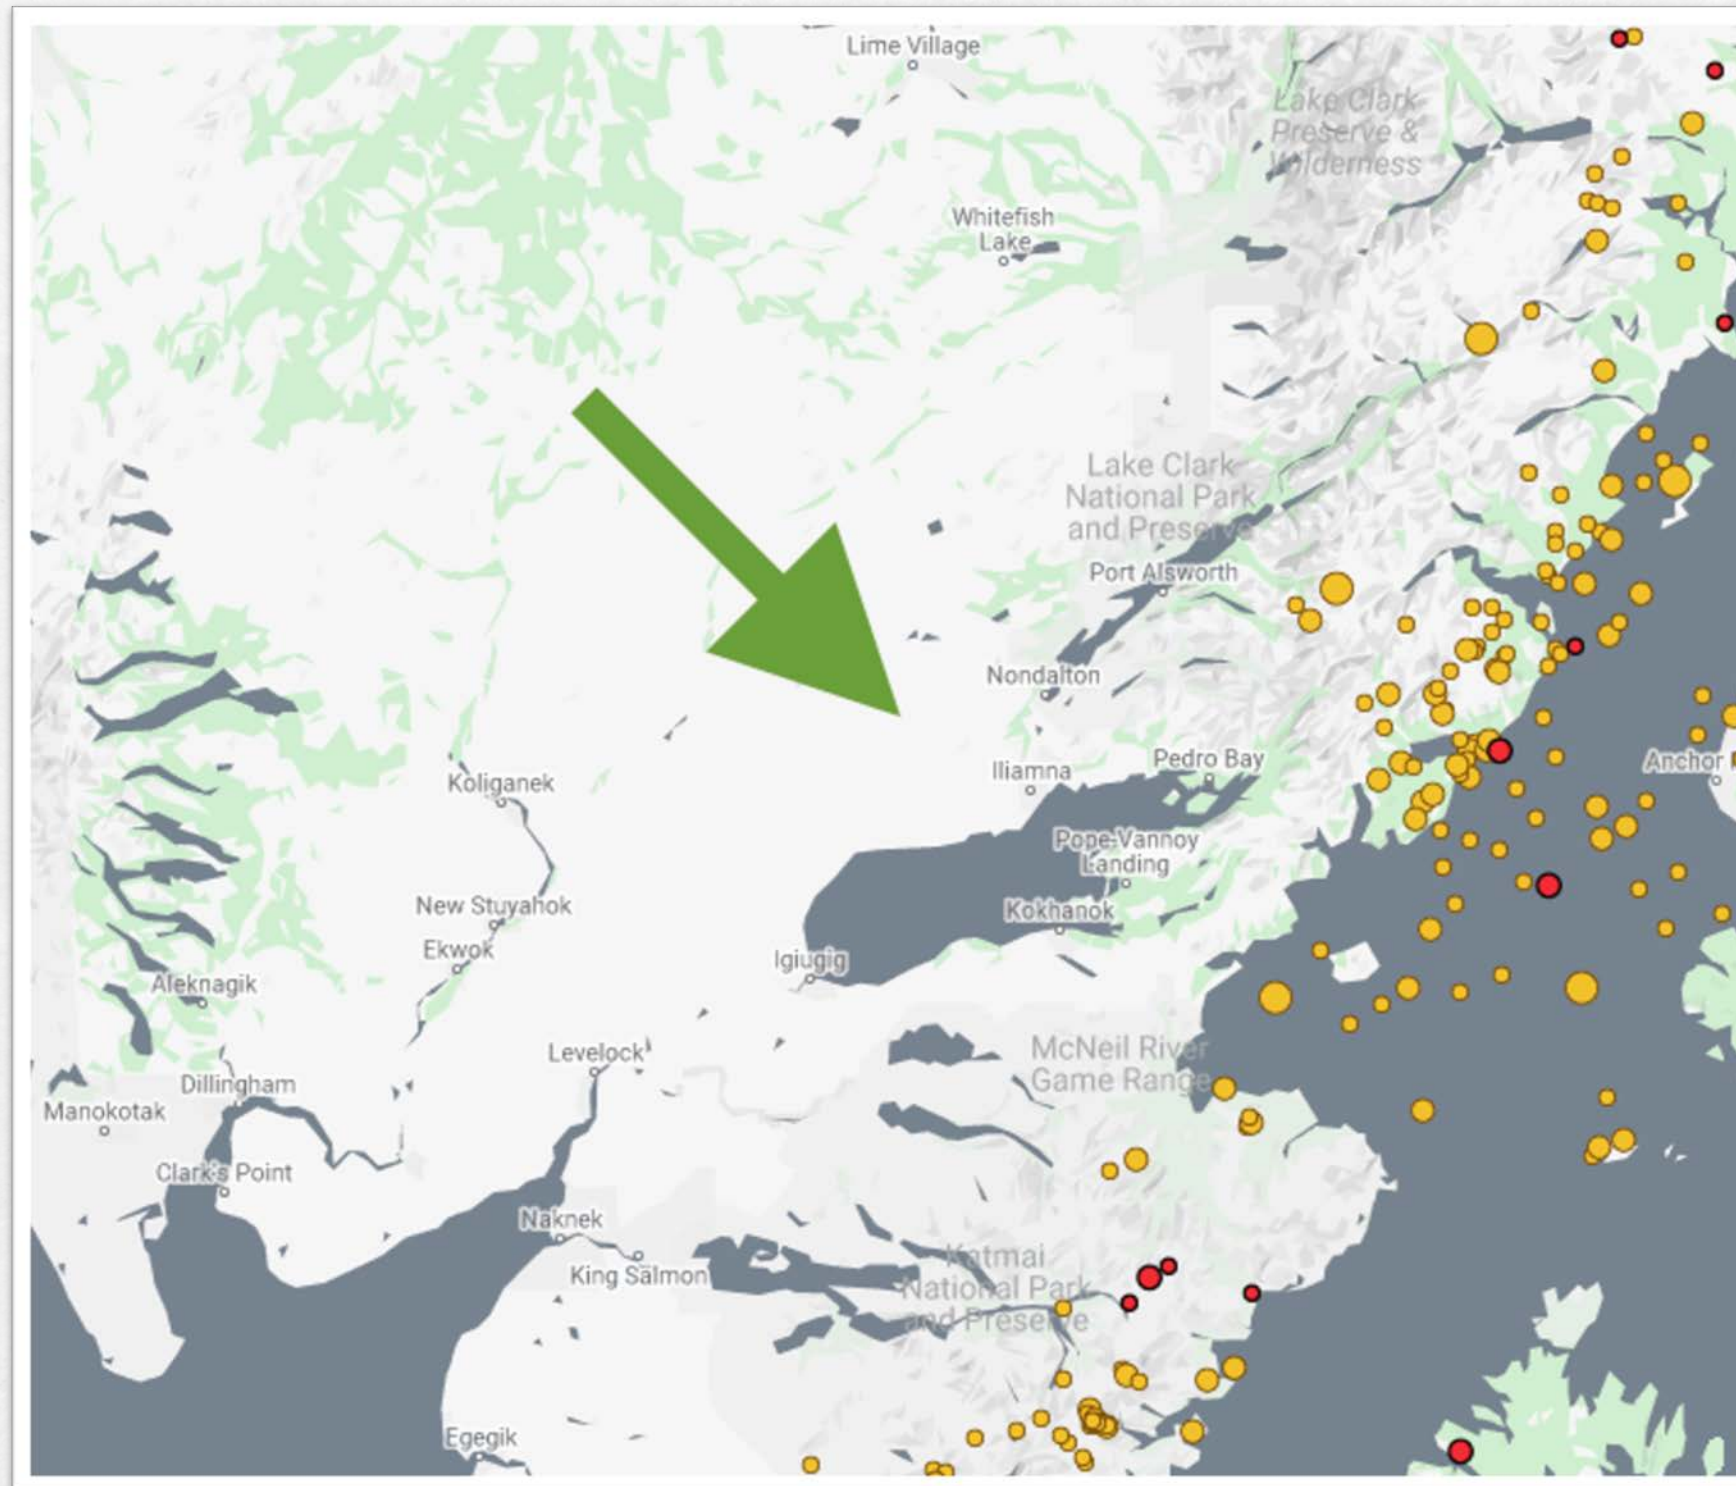 Lime Village
Lake Clark
Preserve &
Wilderness
Whitefish
Lake
Lake Clark
National Park
and Preserve
Port Alsworth
Nondalton
Iliamna
Pedro Bay
Anchor
Koliganek
Pope-Vannoy
Landing
New Stuyahok
Kokhanok
Ekwok
Igiugig
Aleknagik
Levelock
McNeil River
Game Range
Dillingham
Manokotak
Clark's Point
Naknek
King Salmon
Katmai
National Park
and Preserve
Egegik